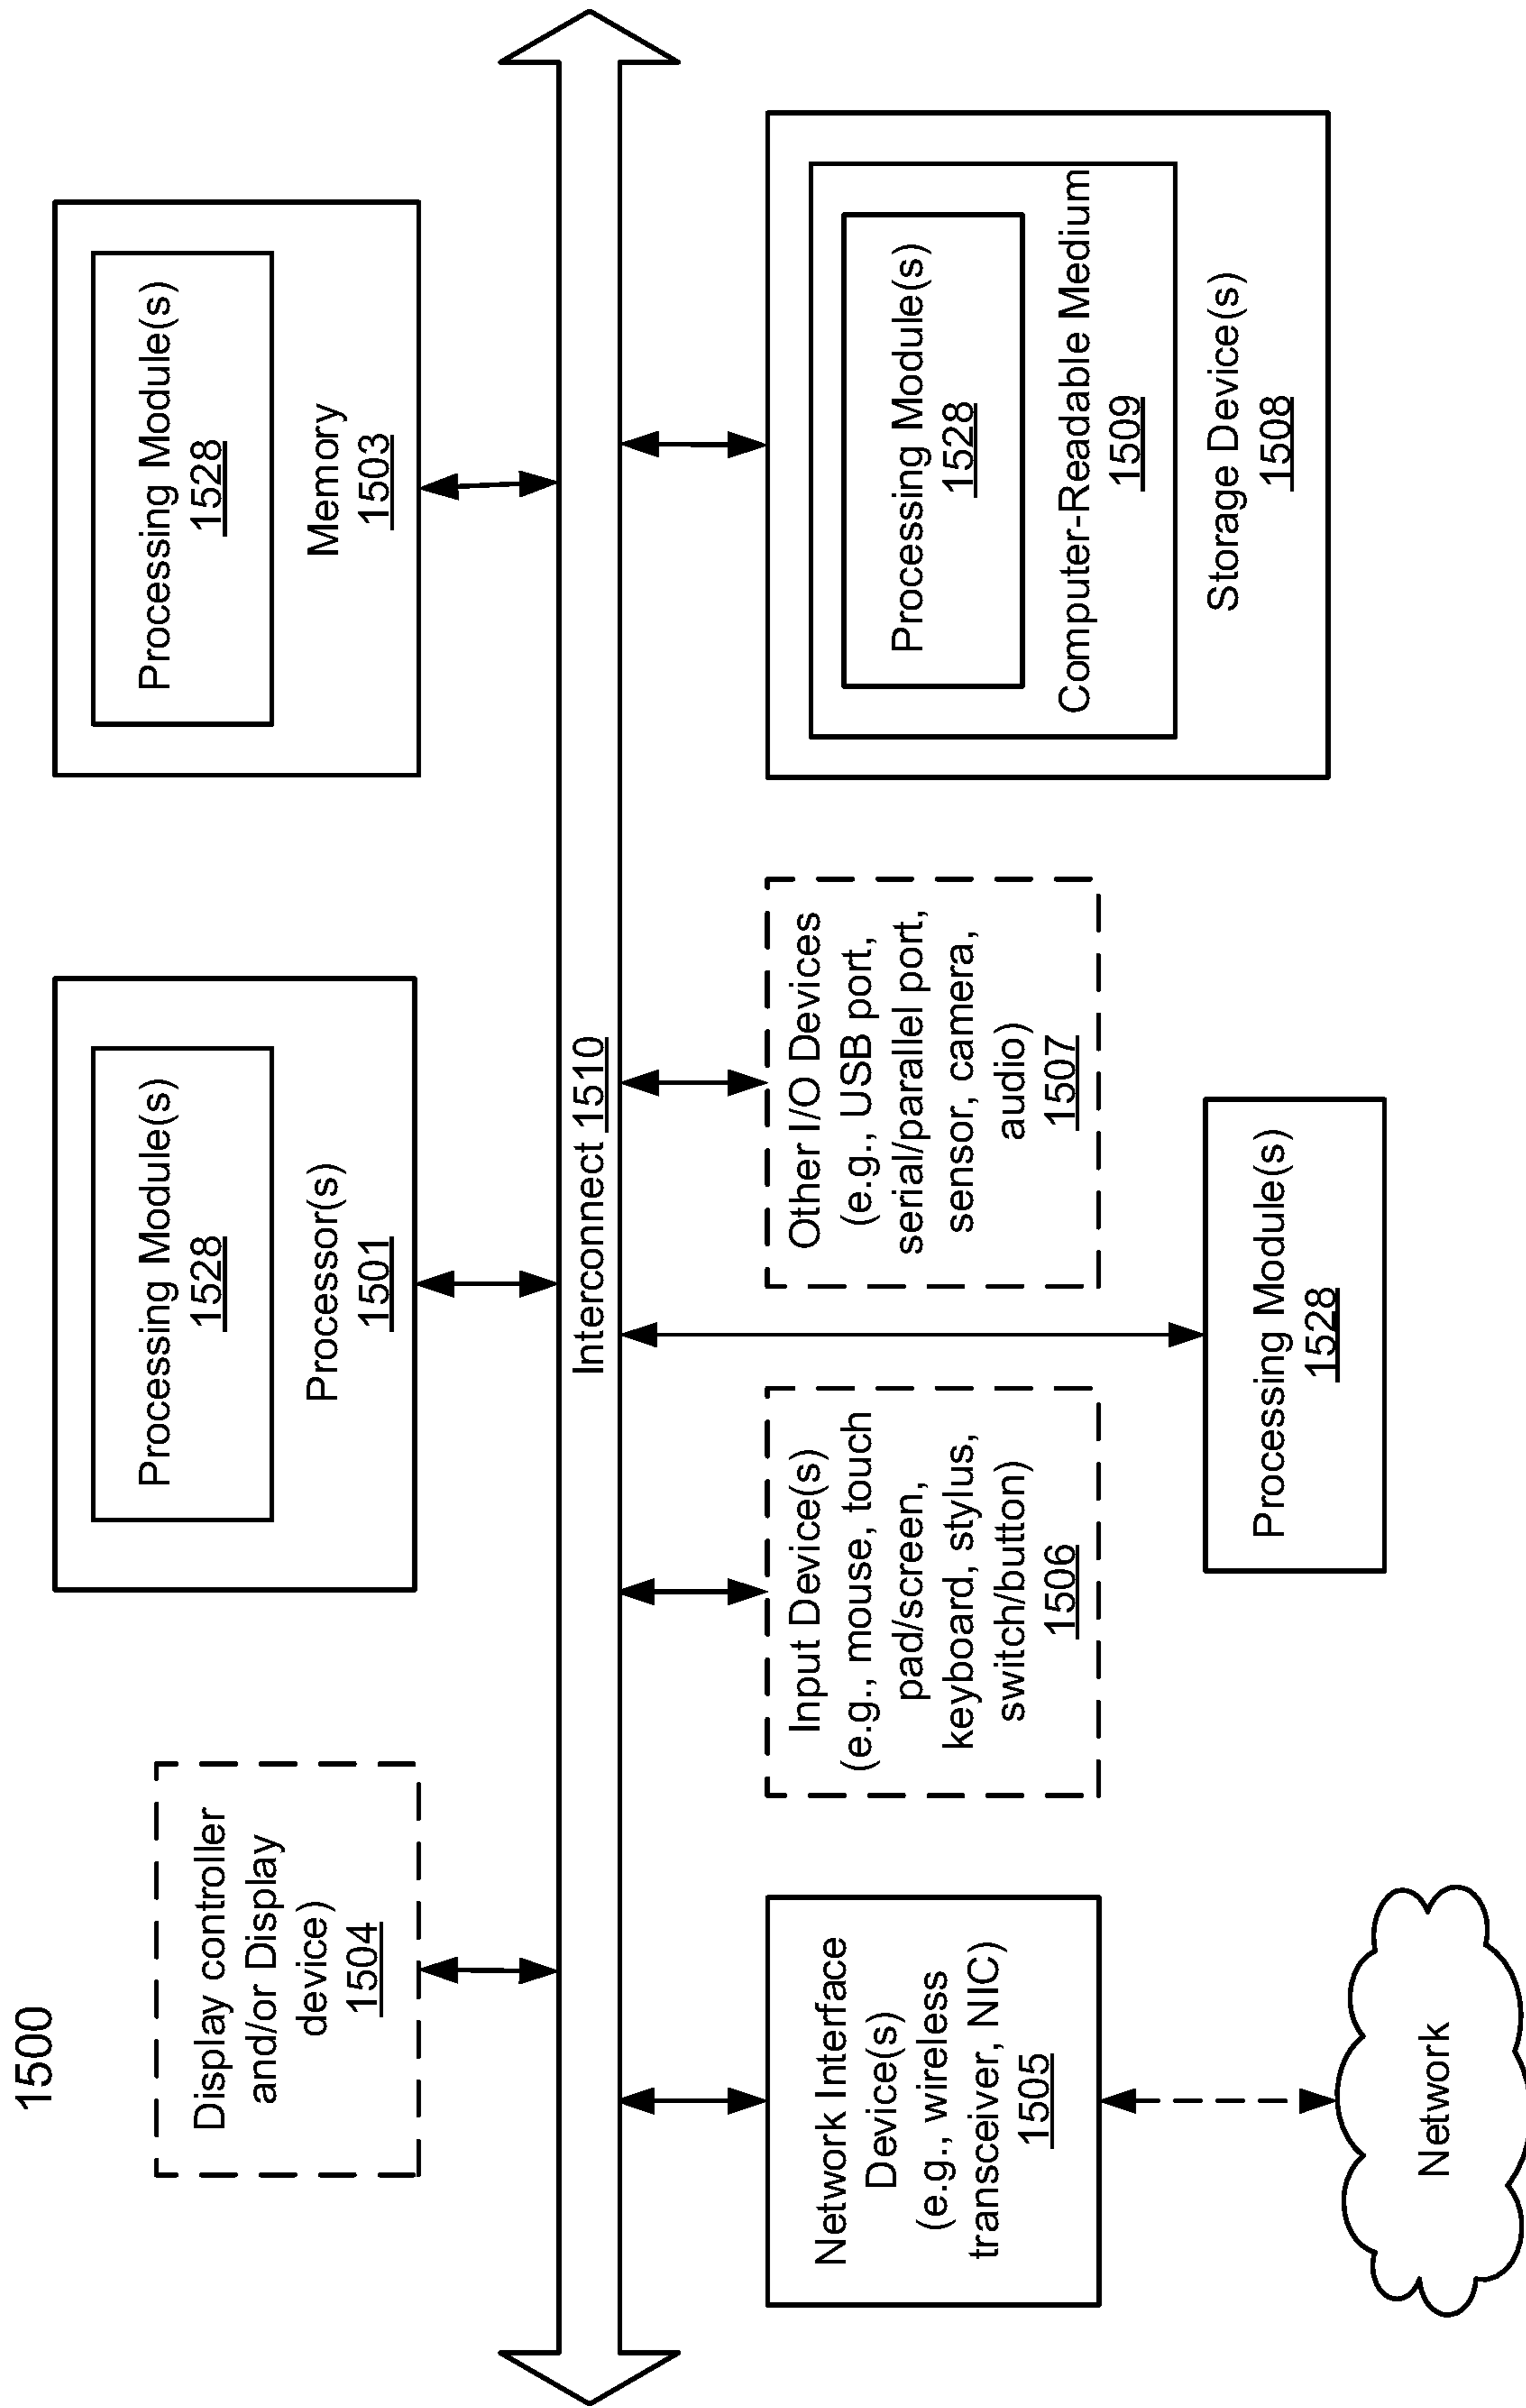 1500
Display controller
and/or Display
device)
1504
Processing Module(s)
1528
Processor(s)
1501
Processing Module(s)
1528
Memory
1503
Interconnect 1510
Network Interface
Device(s)
(e.g., wireless
transceiver, NIC)
1505
Input Device(s)
(e.g., mouse, touch
pad/screen,
keyboard, stylus,
switch/button)
1506
Other I/O Devices
(e.g., USB port,
serial/parallel port,
sensor, camera,
audio)
1507
Processing Module(s)
1528
Computer-Readable Medium
1509
Storage Device(s)
1508
Processing Module(s)
1528
Network